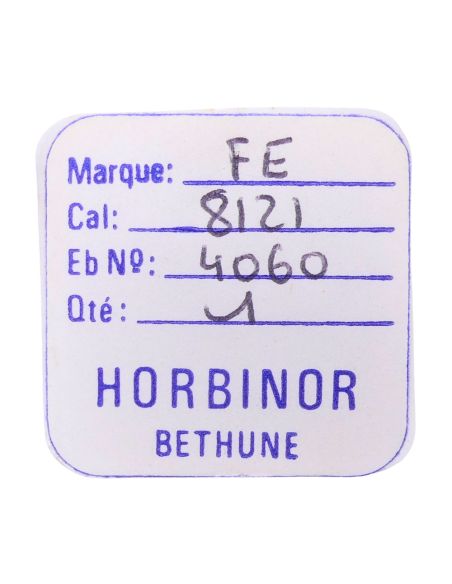 Marque: FE
Cal: 8121
Eb Nº: 4060
Qté: 1
HORBINOR
BETHUNE